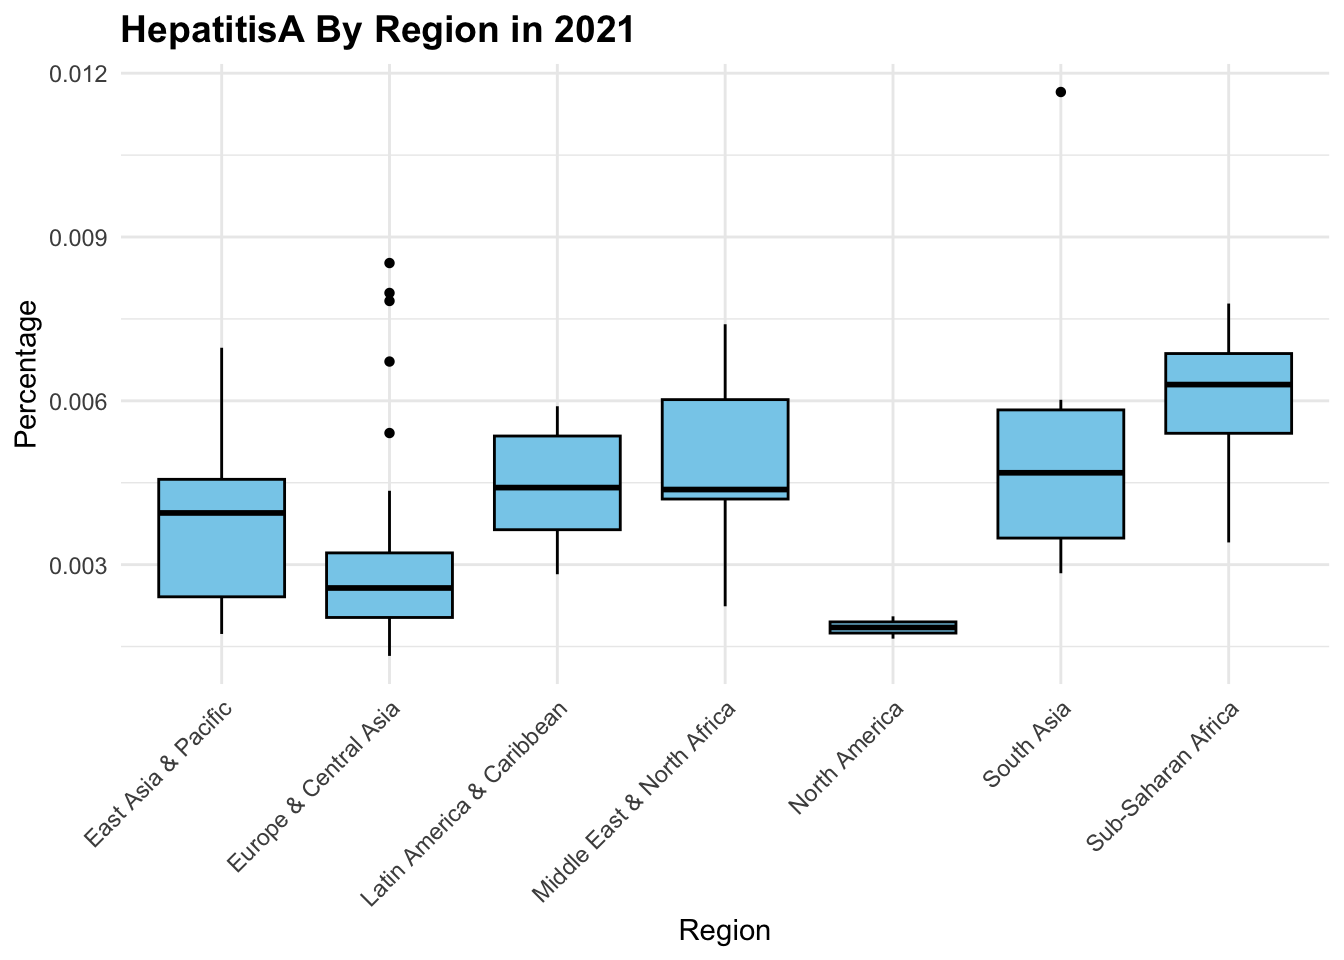 HepatitisA By Region in 2021
0.012
0.009
0.006
0.003
Percentage
East Asia & Pacific
Europe & Central Asia
Latin America & Caribbean
Middle East & North Africa
North America
South Asia
Sub-Saharan Africa
Region